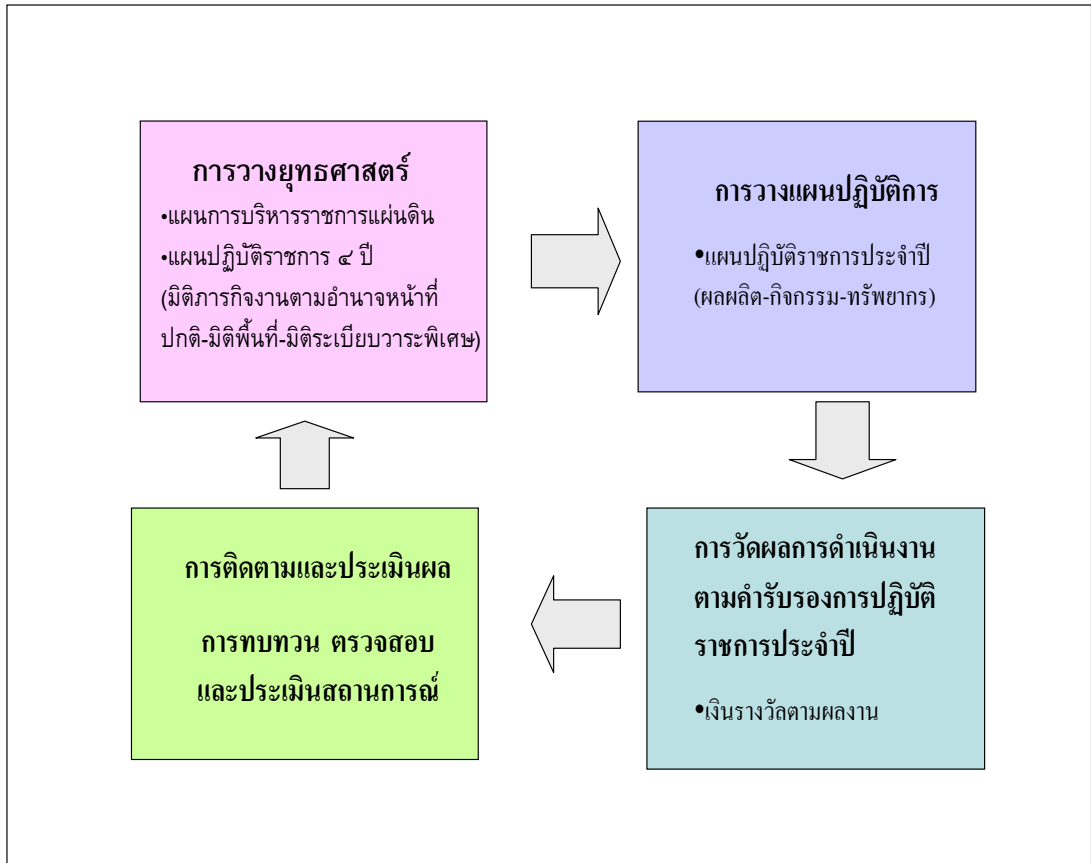 การวางยุทธศาสตร์
•แผนการบริหารราชการแผ่นดิน
•แผนปฏิบัติราชการ ๔ ปี
(มิติภารกิจงานตามอำนาจหน้าที่
ปกติ-มิติพื้นที่-มิติระเบียบวาระพิเศษ)
การวางแผนปฏิบัติการ
•แผนปฏิบัติราชการประจำปี
(ผลผลิต-กิจกรรม-ทรัพยากร)
การวัดผลการดำเนินงาน
ตามคำรับรองการปฏิบัติ
ราชการประจำปี
•เงินรางวัลตามผลงาน
การติดตามและประเมินผล
การทบทวน ตรวจสอบ
และประเมินสถานการณ์